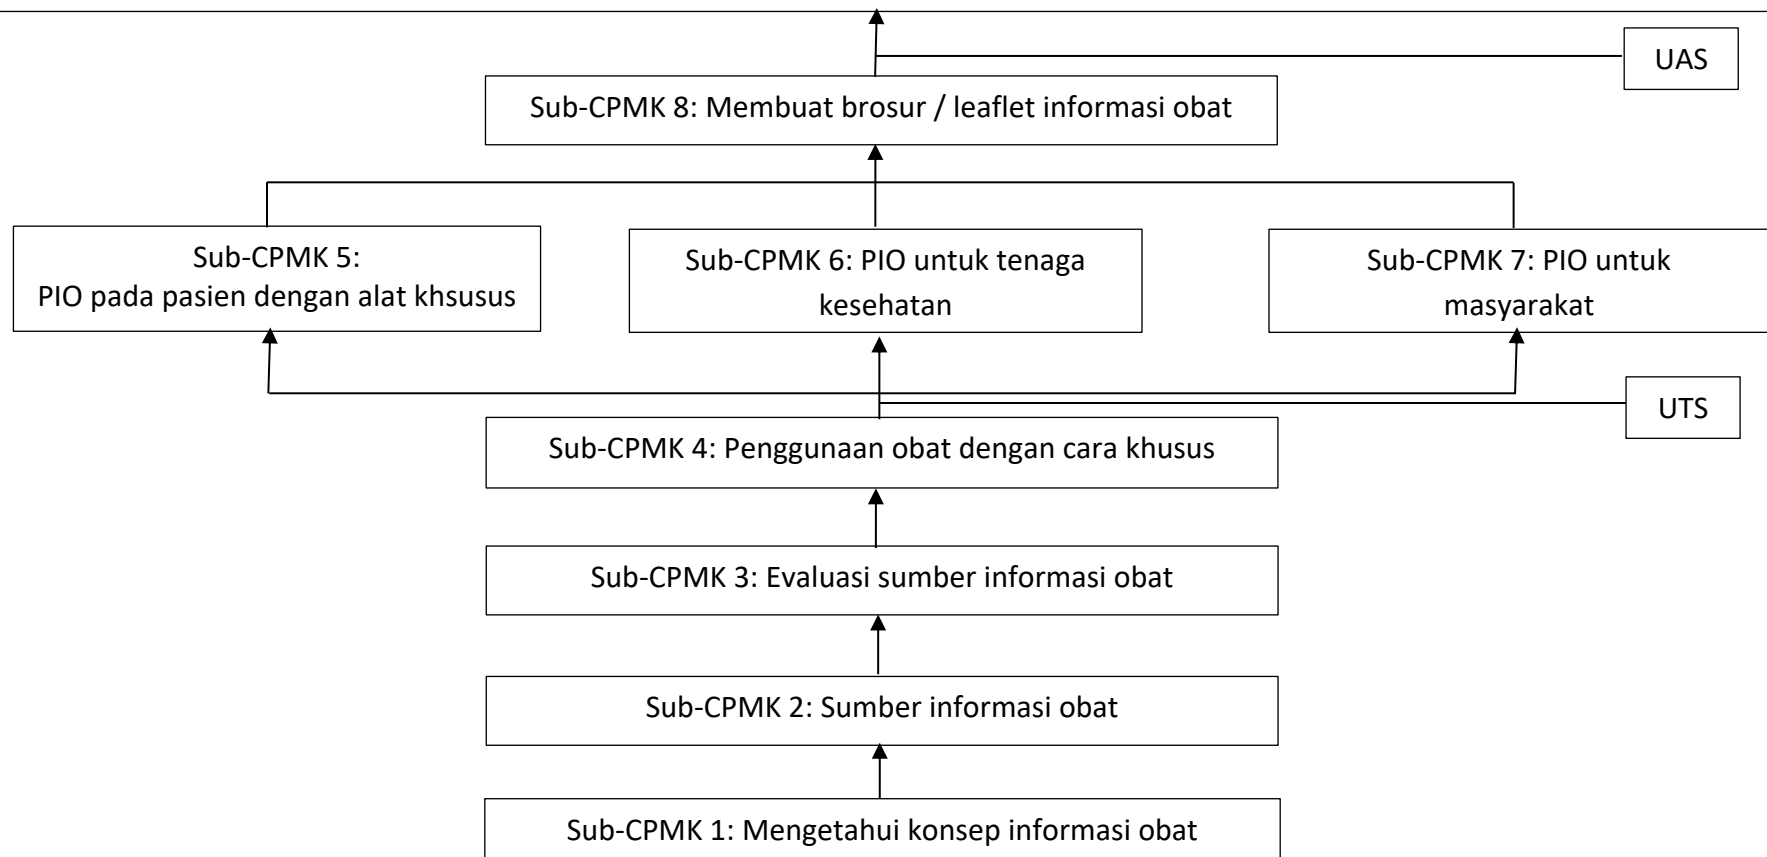 UAS
Sub-CPMK 8: Membuat brosur / leaflet informasi obat
Sub-CPMK 5:
PIO pada pasien dengan alat khsusus
Sub-CPMK 6: PIO untuk tenaga
kesehatan
Sub-CPMK 7: PIO untuk
masyarakat
UTS
Sub-CPMK 4: Penggunaan obat dengan cara khusus
Sub-CPMK 3: Evaluasi sumber informasi obat
Sub-CPMK 2: Sumber informasi obat
Sub-CPMK 1: Mengetahui konsep informasi obat